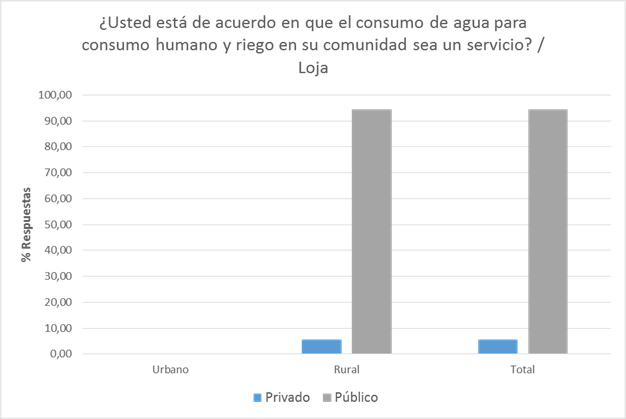 ¿Usted está de acuerdo en que el consumo de agua para
consumo humano y riego en su comunidad sea un servicio? /
Loja
100,00
90,00
80,00
70,00
60,00
50,00
40,00
30,00
20,00
10,00
0,00
% Respuestas
Urbano Rural Total
Privado Público